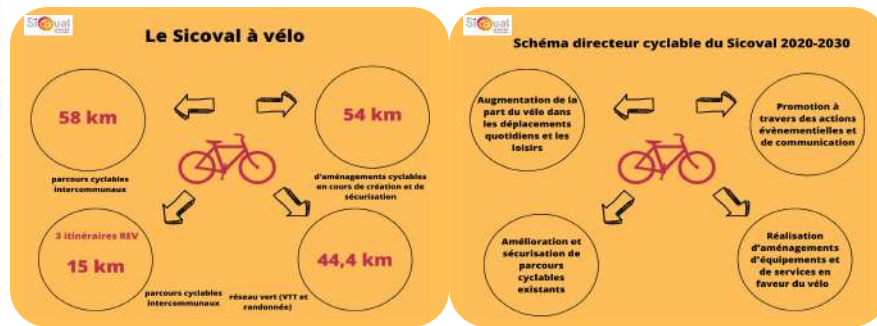 Sicoval
Le Sicoval à vélo
58 km
parcours cyclables
intercommunaux
54 km
d'aménagements cyclables
en cours de création et de
sécurisation
3 itinéraires REV
15 km
parcours cyclables
intercommunaux
44,4 km
réseau vert (VTT et
randonnée)
Sicoval
Schéma directeur cyclable du Sicoval 2020-2030
Augmentation de la
part du vélo dans
les déplacements
quotidiens et les
loisirs
Promotion à
travers des actions
évènementielles et
de communication
Amélioration et
sécurisation de
parcours
cyclables
existants
Réalisation
d'aménagements
d'équipements et
de services en
faveur du vélo